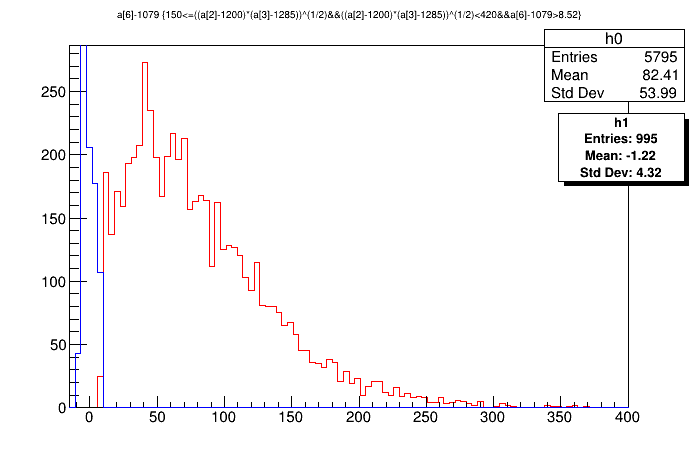 a[6]-1079 {150<=((a[2]-1200)*(a[3]-1285))^(1/2)&&((a[2]-1200)*(a[3]-1285))^(1/2)<420&&a[6]-1079>8.52}
h0
Entries 5795
Mean 82.41
Std Dev 53.99
h1
Entries: 995
Mean: -1.22
Std Dev: 4.32
250
200
150
100
50
0
0 50 100 150 200 250 300 350 400